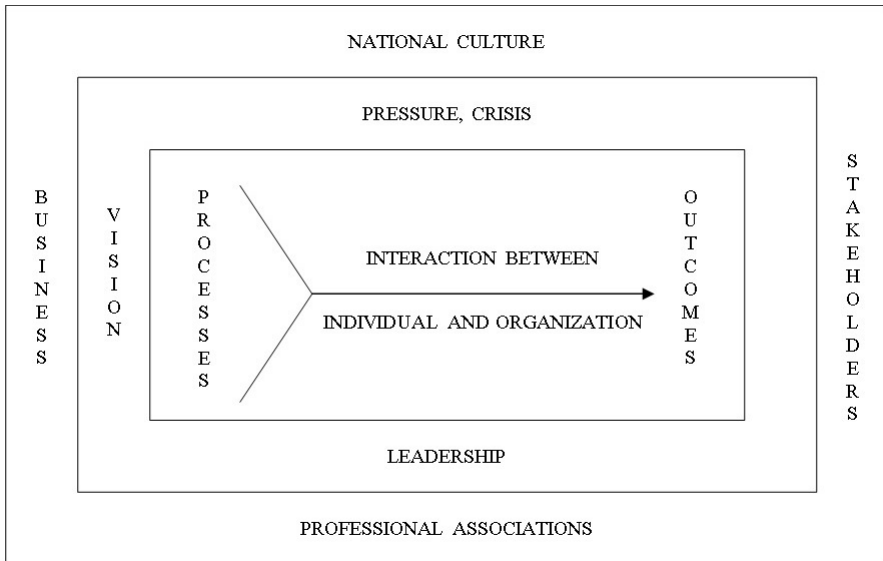 NATIONAL CULTURE
PRESSURE, CRISIS
BUSINESS
VISION
PROCESSES
INTERACTION BETWEEN
INDIVIDUAL AND ORGANIZATION
OUTCOMES
STAKEHOLDERS
LEADERSHIP
PROFESSIONAL ASSOCIATIONS